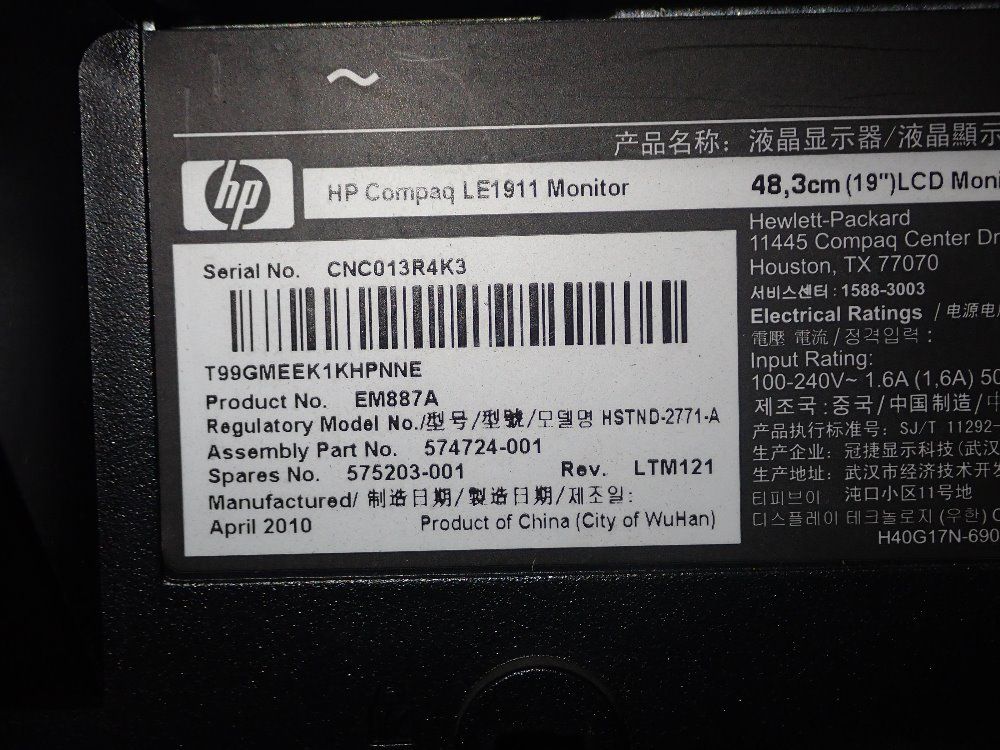 ~
产品名称：液晶显示器/液晶顯示
hp
HP Compaq LE1911 Monitor
48,3cm (19")LCD Moni
Serial No. CNC013R4K3
T99GMEEK1KHPNNE
Product No. EM887A
Regulatory Model No./型号/型號/모델명 HSTND-2771-A
Assembly Part No. 574724-001
Spares No. 575203-001 Rev. LTM121
Manufactured/ 制造日期/製造日期/제조일:
April 2010 Product of China (City of WuHan)
Hewlett-Packard
11445 Compaq Center Dr
Houston, TX 77070
서비스센터 : 1588-3003
Electrical Ratings / 电源电
電壓 電流 / 정격입력 :
Input Rating:
100-240V~ 1.6A (1,6A) 50
제조국 : 중국 / 中国制造 /
产品执行标准号: SJ/T 11292-
生产企业: 冠捷显示科技(武汉
生产地址: 武汉市经济技术开
티피브이 沌口小区11号地
디스플레이 테크놀로지 (우한) C
H40G17N-690